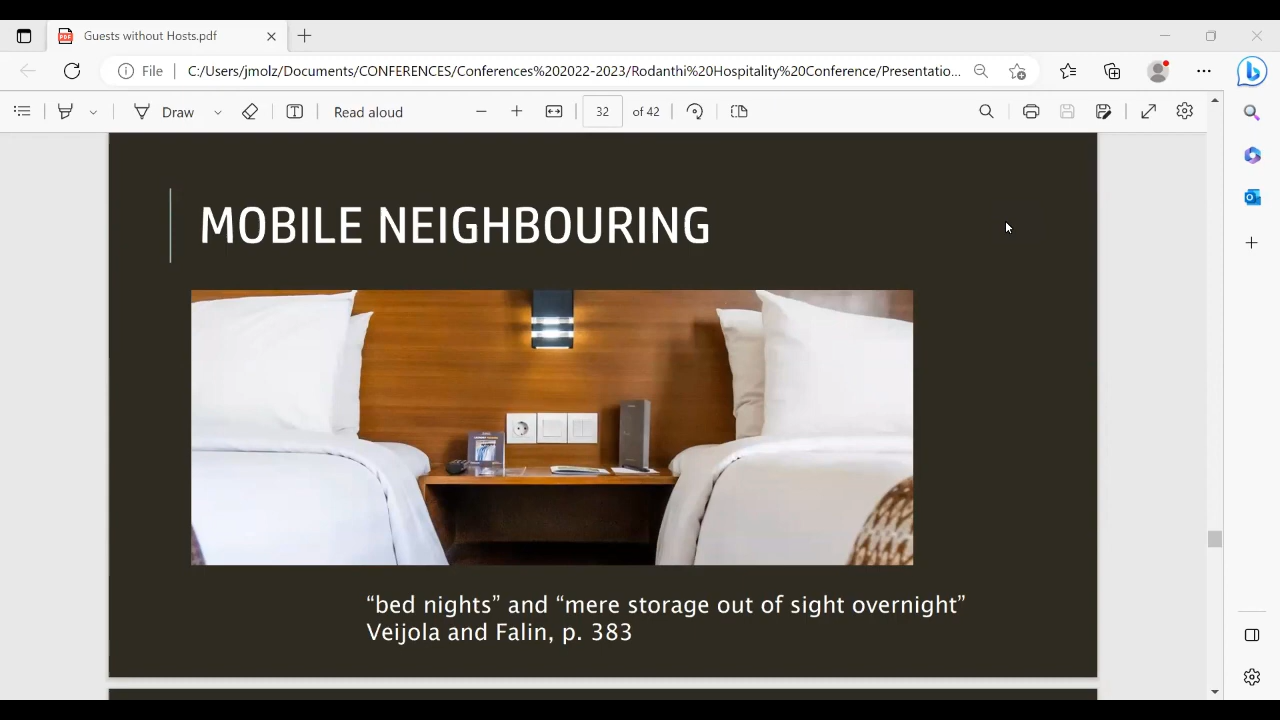 Guests without Hosts.pdf
File
C:/Users/jmolz/Documents/CONFERENCES/Conferences%202022-2023/Rodanthi%20Hospitality%20Conference/Presentatio...
Draw
Read aloud
32
of 42
MOBILE NEIGHBOURING
“bed nights” and “mere storage out of sight overnight”
Veijola and Falin, p. 383